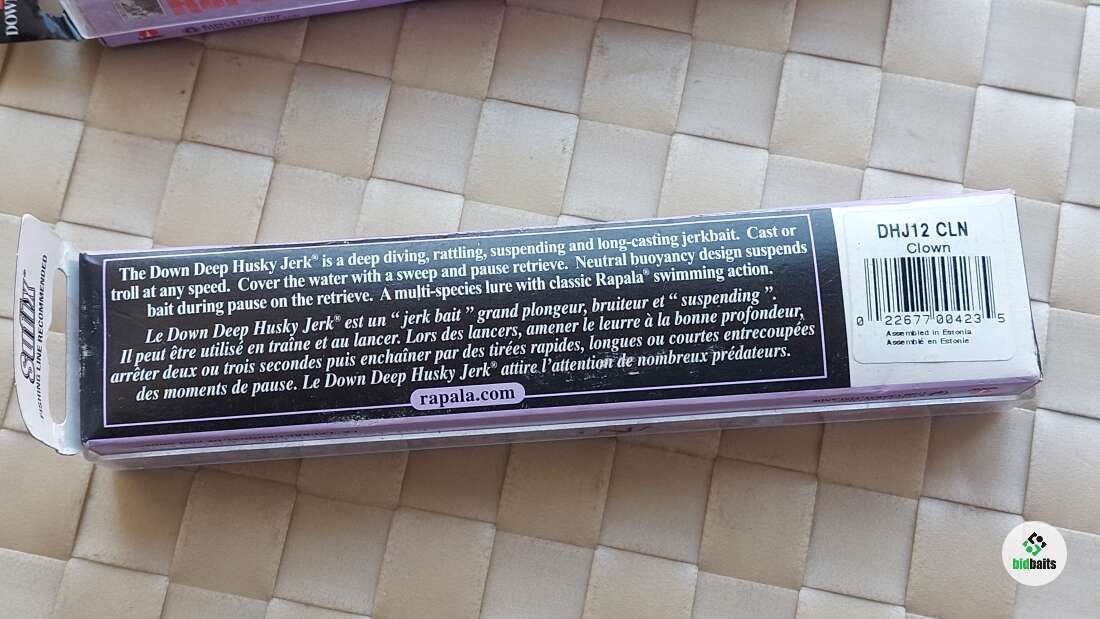 DOW
SUFIX®
FISHING LINE RECOMMENDED
The Down Deep Husky Jerk® is a deep diving, rattling, suspending and long-casting jerkbait. Cast or
troll at any speed. Cover the water with a sweep and pause retrieve. Neutral buoyancy design suspends
bait during pause on the retrieve. A multi-species lure with classic Rapala® swimming action.
Le Down Deep Husky Jerk® est un “ jerk bait ” grand plongeur, bruiteur et “ suspending ”.
Il peut être utilisé en traîne et au lancer. Lors des lancers, amener le leurre à la bonne profondeur,
arrêter deux ou trois secondes puis enchaîner par des tirées rapides, longues ou courtes entrecoupées
des moments de pause. Le Down Deep Husky Jerk® attire l'attention de nombreux prédateurs.
rapala.com
DHJ12 CLN
Clown
0 22677 00423 5
Assembled in Estonia
Assemblé en Estonie
bidbaits